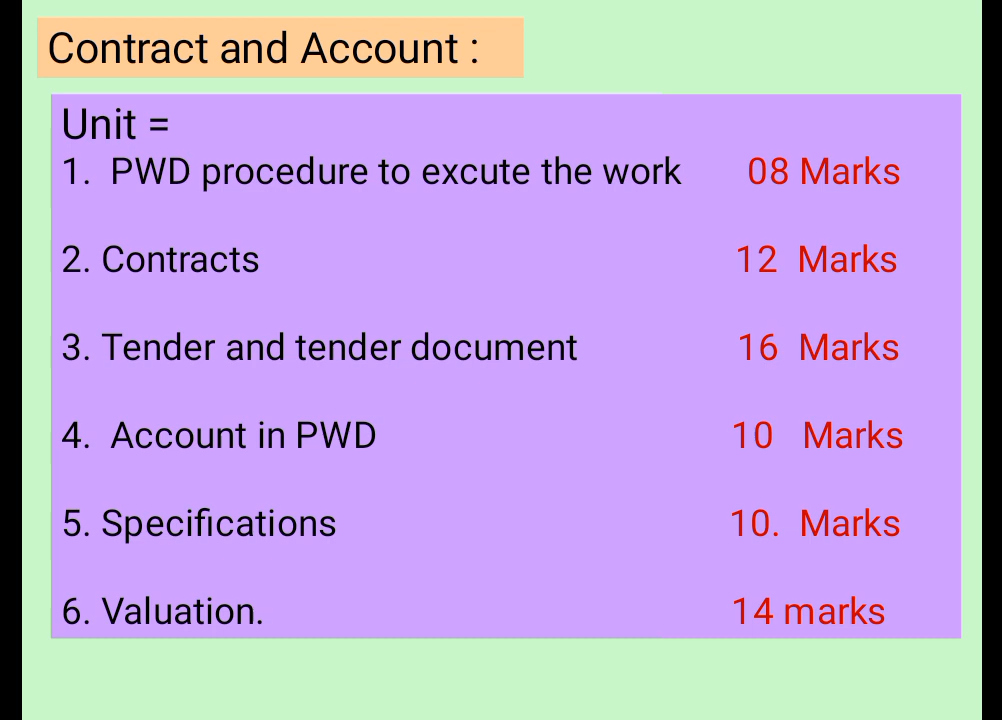 Contract and Account :
Unit =
1. PWD procedure to excute the work 08 Marks
2. Contracts 12 Marks
3. Tender and tender document 16 Marks
4. Account in PWD 10 Marks
5. Specifications 10. Marks
6. Valuation. 14 marks